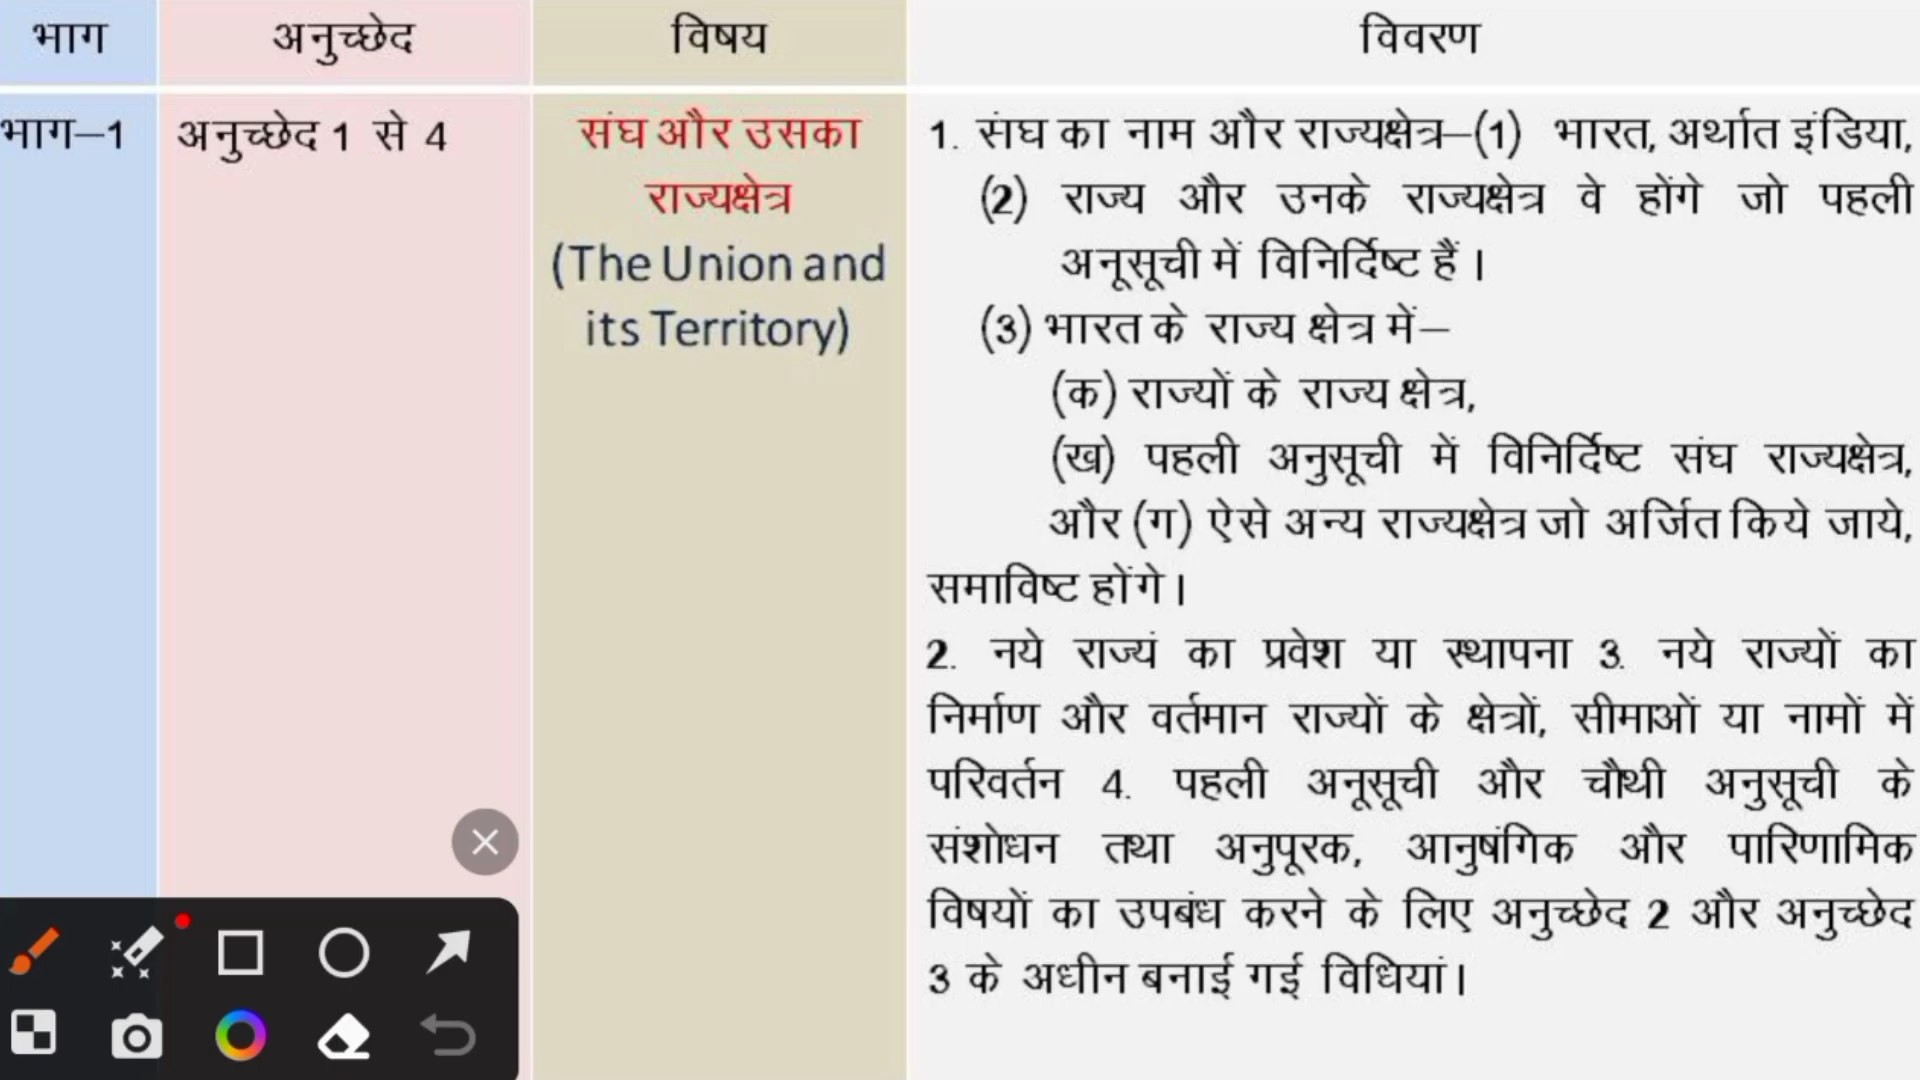 भाग अनुच्छेद विषय विवरण
भाग–1 अनुच्छेद 1 से 4
संघ और उसका
राज्यक्षेत्र
(The Union and
its Territory)
1. संघ का नाम और राज्यक्षेत्र–(1) भारत, अर्थात इंडिया,
(2) राज्य और उनके राज्यक्षेत्र वे होंगे जो पहली
अनूसूची में विनिर्दिष्ट हैं।
(3) भारत के राज्य क्षेत्र में–
(क) राज्यों के राज्य क्षेत्र,
(ख) पहली अनुसूची में विनिर्दिष्ट संघ राज्यक्षेत्र,
और (ग) ऐसे अन्य राज्यक्षेत्र जो अर्जित किये जाये,
समाविष्ट होंगे।
2. नये राज्यं का प्रवेश या स्थापना 3. नये राज्यों का
निर्माण और वर्तमान राज्यों के क्षेत्रों, सीमाओं या नामों में
परिवर्तन 4. पहली अनूसूची और चौथी अनुसूची के
संशोधन तथा अनुपूरक, आनुषंगिक और पारिणामिक
विषयों का उपबंध करने के लिए अनुच्छेद 2 और अनुच्छेद
3 के अधीन बनाई गई विधियां।